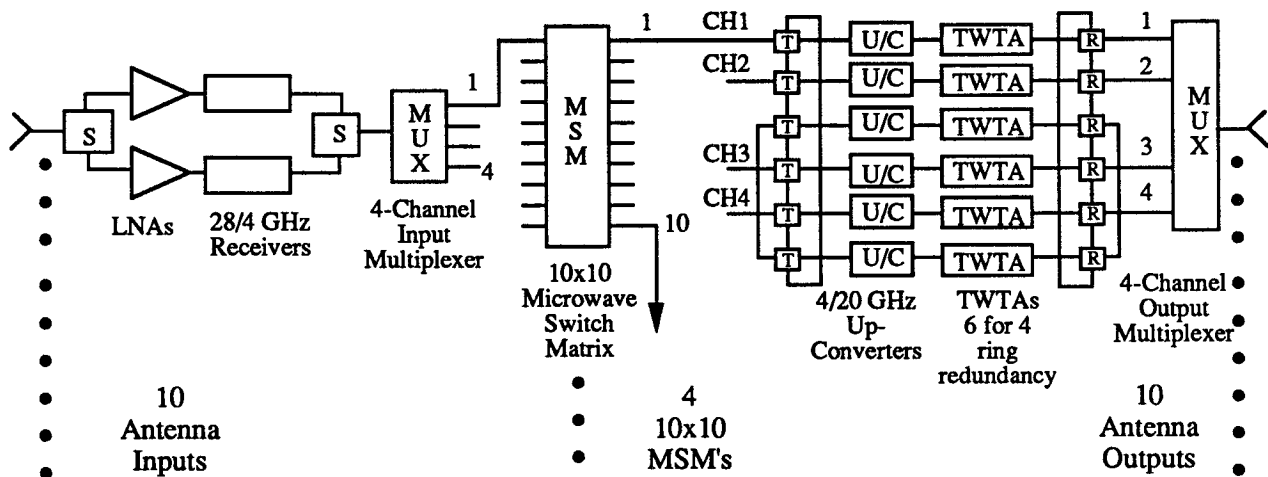 S
LNAs
28/4 GHz
Receivers
S
M
U
X
1
4
4-Channel
Input
Multiplexer
M
S
M
1
10
10x10
Microwave
Switch
Matrix
CH1
CH2
CH3
CH4
T U/C TWTA R
T U/C TWTA R
T U/C TWTA R
T U/C TWTA R
T U/C TWTA R
T U/C TWTA R
4/20 GHz
Up-
Converters
TWTAs
6 for 4
ring
redundancy
1
2
3
4
M
U
X
4-Channel
Output
Multiplexer
10
Antenna
Inputs
4
10x10
MSM's
10
Antenna
Outputs